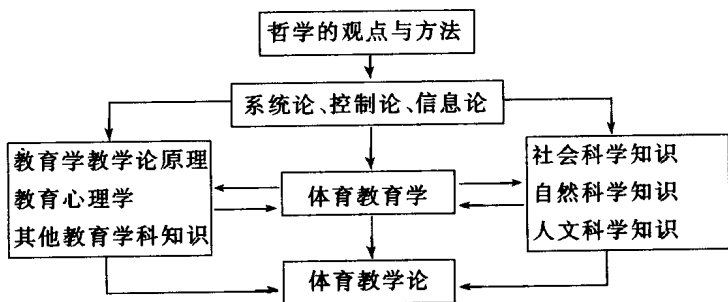 哲学的观点与方法
系统论、控制论、信息论
教育学教学论原理
教育心理学
其他教育学科知识
体育教育学
社会科学知识
自然科学知识
人文科学知识
体育教学论